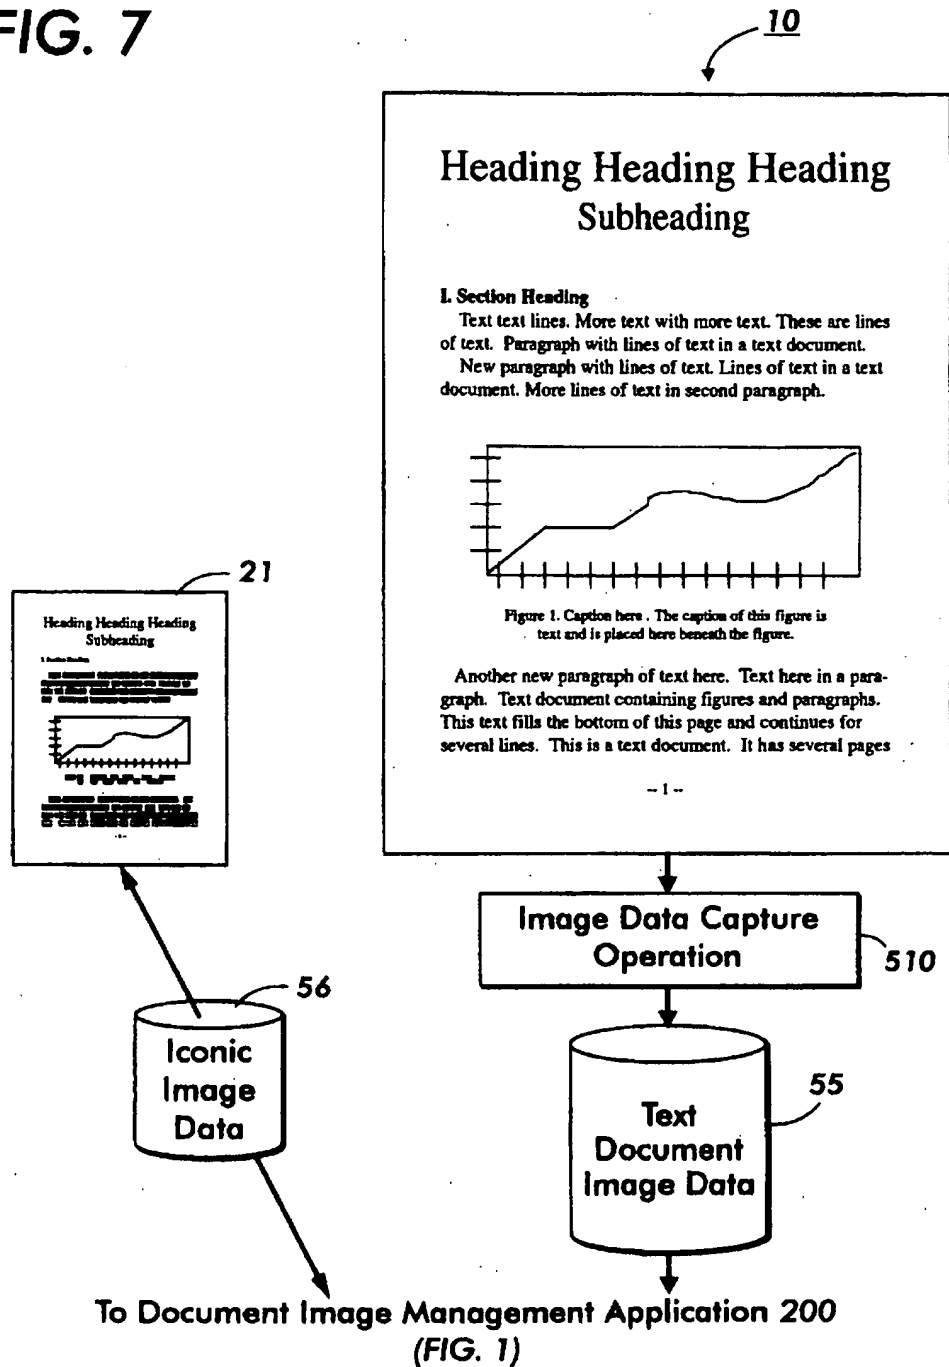 FIG. 7
10
Heading Heading Heading
Subheading
I. Section Heading
Text text lines. More text with more text. These are lines
of text. Paragraph with lines of text in a text document.
New paragraph with lines of text. Lines of text in a text
document. More lines of text in second paragraph.
Figure 1. Caption here . The caption of this figure is
text and is placed here beneath the figure.
Another new paragraph of text here. Text here in a para-
graph. Text document containing figures and paragraphs.
This text fills the bottom of this page and continues for
several lines. This is a text document. It has several pages
-- 1 --
21
Heading Heading Heading
Subheading
I. Section Heading
Image Data Capture
Operation
510
56
Iconic
Image
Data
55
Text
Document
Image Data
To Document Image Management Application 200
(FIG. 1)